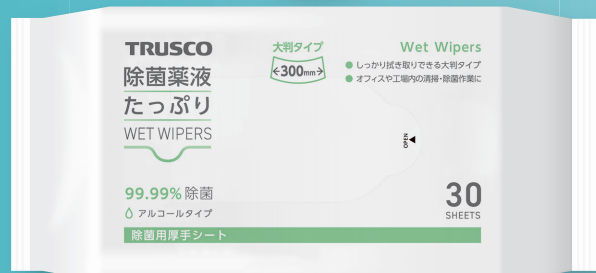 TRUSCO
除菌薬液
たっぷり
WET WIPERS
99.99% 除菌
アルコールタイプ
除菌用厚手シート
大判タイプ
300mm
Wet Wipers
● しっかり拭き取りできる大判タイプ
● オフィスや工場内の清掃・除菌作業に
OPEN
30
SHEETS